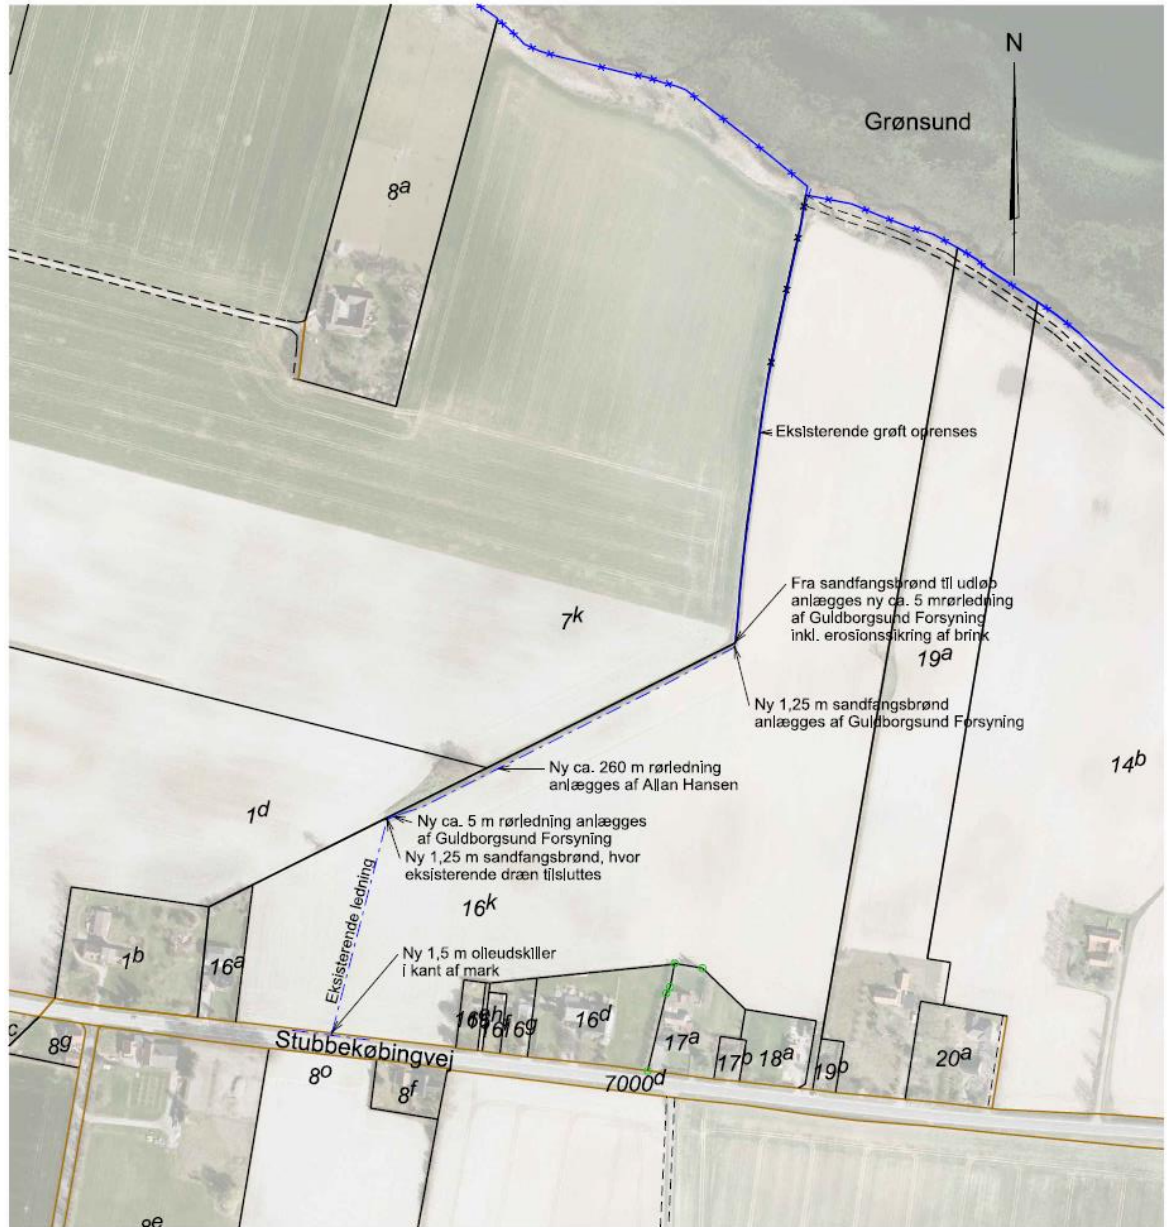 N
Grønsund
8a
Eksisterende grøft oprenses
Fra sandfangsbrønd til udløb
anlægges ny ca. 5 mrørledning
af Guldborgsund Forsyning
inkl. erosionssikring af brink
7k
19a
Ny 1,25 m sandfangsbrønd
anlægges af Guldborgsund Forsyning
14b
Ny ca. 260 m rørledning
anlægges af Allan Hansen
1d
Ny ca. 5 m rørledning anlægges
af Guldborgsund Forsyning
Ny 1,25 m sandfangsbrønd, hvor
eksisterende dræn tilsluttes
Eksisterende ledning
16k
Ny 1,5 m olieudskiller
i kant af mark
1b
16a
16f
16g
16d
17a
17b
18a
19b
20a
c
8g
Stubbekøbingvej
8o
8f
7000d
8e